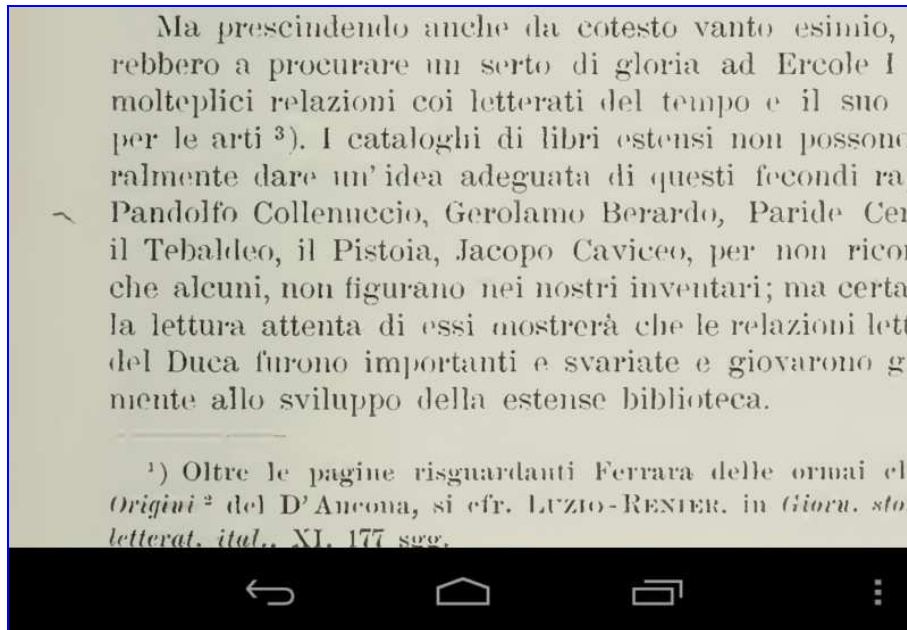 Ma prescindendo anche da cotesto vanto esimio,
rebbero a procurare un serto di gloria ad Ercole I
molteplici relazioni coi letterati del tempo e il suo
per le arti ³). I cataloghi di libri estensi non possono
ralmente dare un' idea adeguata di questi fecondi ra
Pandolfo Collenuccio, Gerolamo Berardo, Paride Cer
il Tebaldeo, il Pistoia, Jacopo Caviceo, per non ricor
che alcuni, non figurano nei nostri inventari; ma certa
la lettura attenta di essi mostrerà che le relazioni lett
del Duca furono importanti e svariate e giovarono g
mente allo sviluppo della estense biblioteca.
¹) Oltre le pagine risguardanti Ferrara delle ormai cl
Origini ² del D'Ancona, si cfr. LUZIO-RENIER. in Giorn. sto
letterat. ital.. XI. 177 sgg.